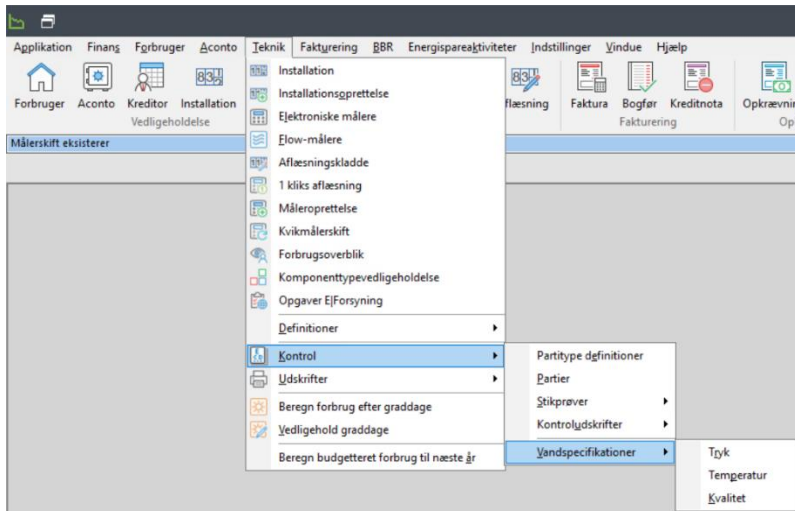 Applikation Finans Forbruger Aconto Teknik Fakturering BBR Energispareaktiviteter Indstillinger Vindue Hjælp
Forbruger Aconto Kreditor Installation flæsning Faktura Bogfør Kreditnota Opkrævnin
Vedligeholdelse Fakturering Op
Målerskift eksisterer
Installation
Installationsoprettelse
Elektroniske målere
Flow-målere
Aflæsningskladde
1 kliks aflæsning
Måleroprettelse
Kvikmålerskift
Forbrugsoverblik
Komponenttypevedligeholdelse
Opgaver E|Forsyning
Definitioner
Kontrol
Udskrifter
Beregn forbrug efter graddage
Vedligehold graddage
Beregn budgetteret forbrug til næste år
Partitype definitioner
Partier
Stikprøver
Kontroludskrifter
Vandspecifikationer
Tryk
Temperatur
Kvalitet